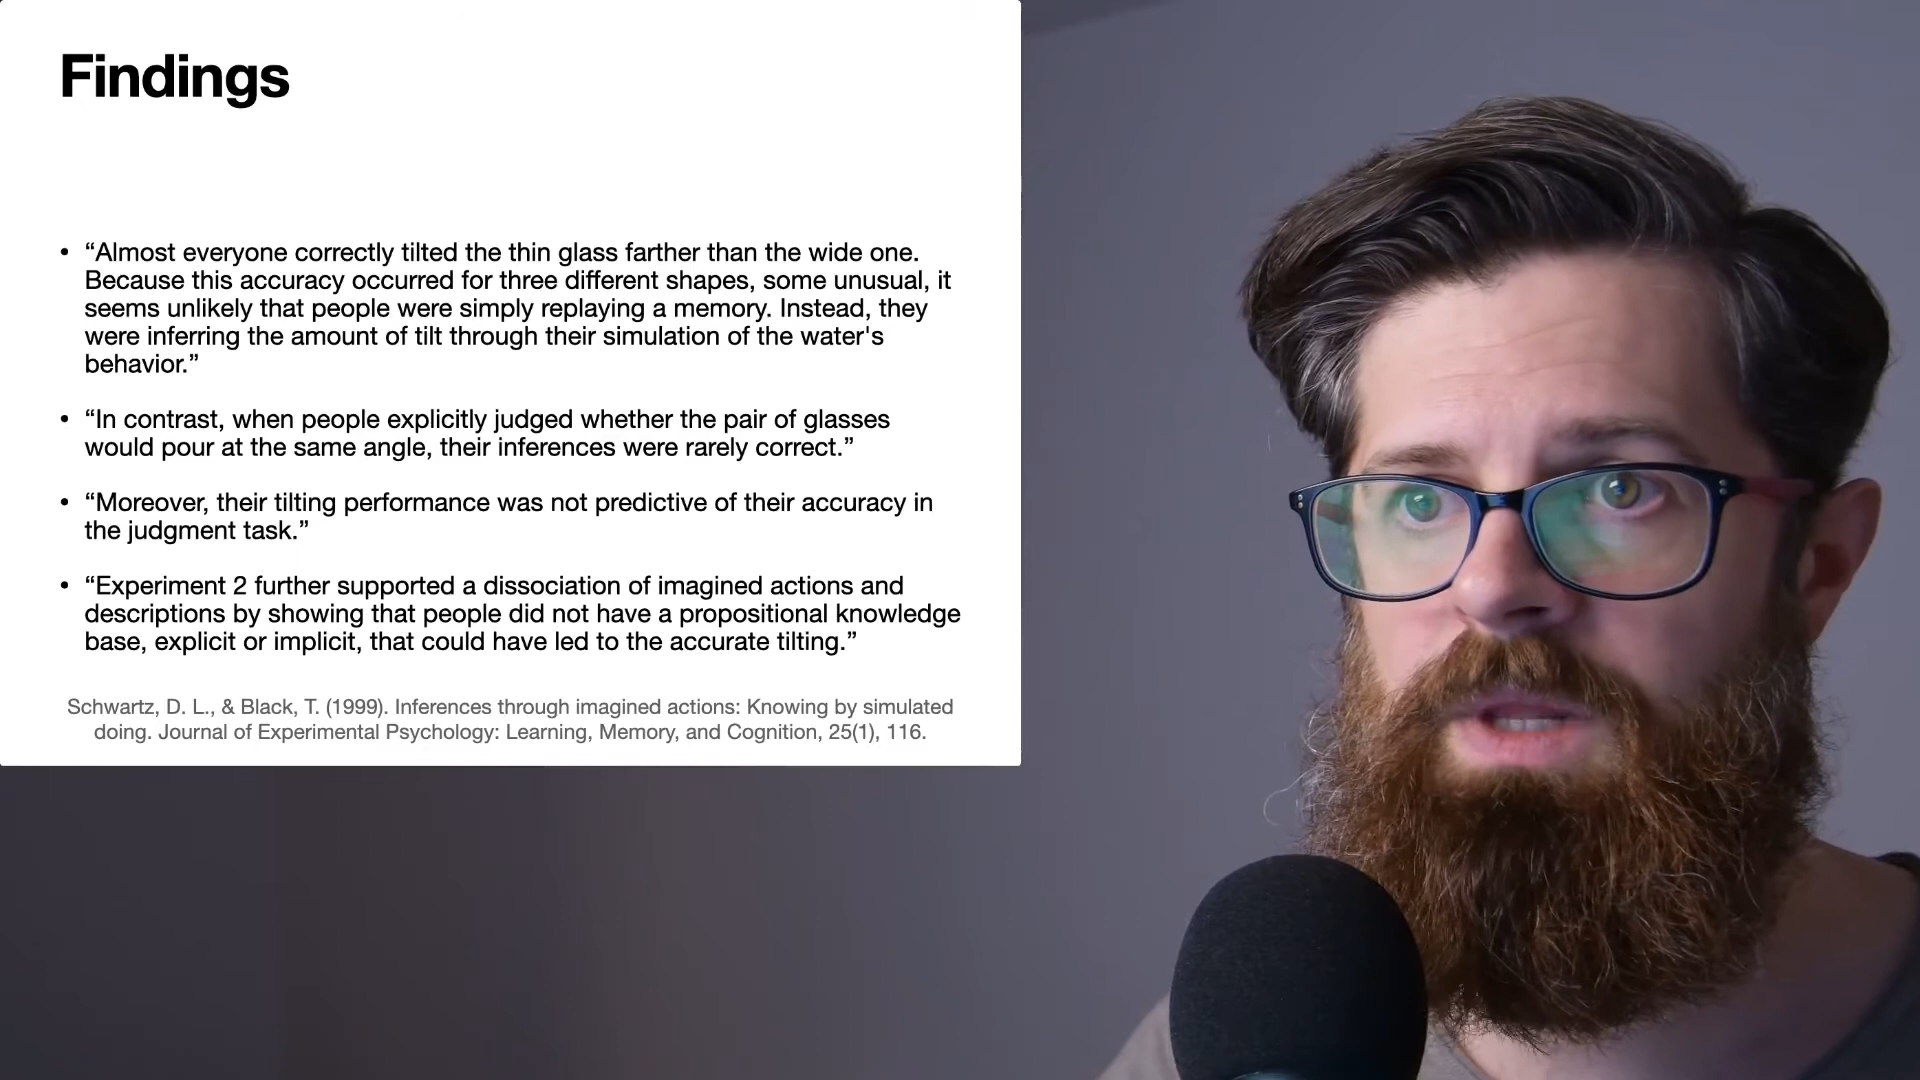 Findings
• “Almost everyone correctly tilted the thin glass farther than the wide one.
Because this accuracy occurred for three different shapes, some unusual, it
seems unlikely that people were simply replaying a memory. Instead, they
were inferring the amount of tilt through their simulation of the water's
behavior.”
• “In contrast, when people explicitly judged whether the pair of glasses
would pour at the same angle, their inferences were rarely correct.”
• “Moreover, their tilting performance was not predictive of their accuracy in
the judgment task.”
• “Experiment 2 further supported a dissociation of imagined actions and
descriptions by showing that people did not have a propositional knowledge
base, explicit or implicit, that could have led to the accurate tilting.”
Schwartz, D. L., & Black, T. (1999). Inferences through imagined actions: Knowing by simulated
doing. Journal of Experimental Psychology: Learning, Memory, and Cognition, 25(1), 116.